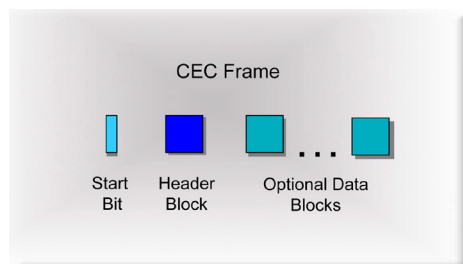 CEC Frame
...
Start
Bit
Header
Block
Optional Data
Blocks